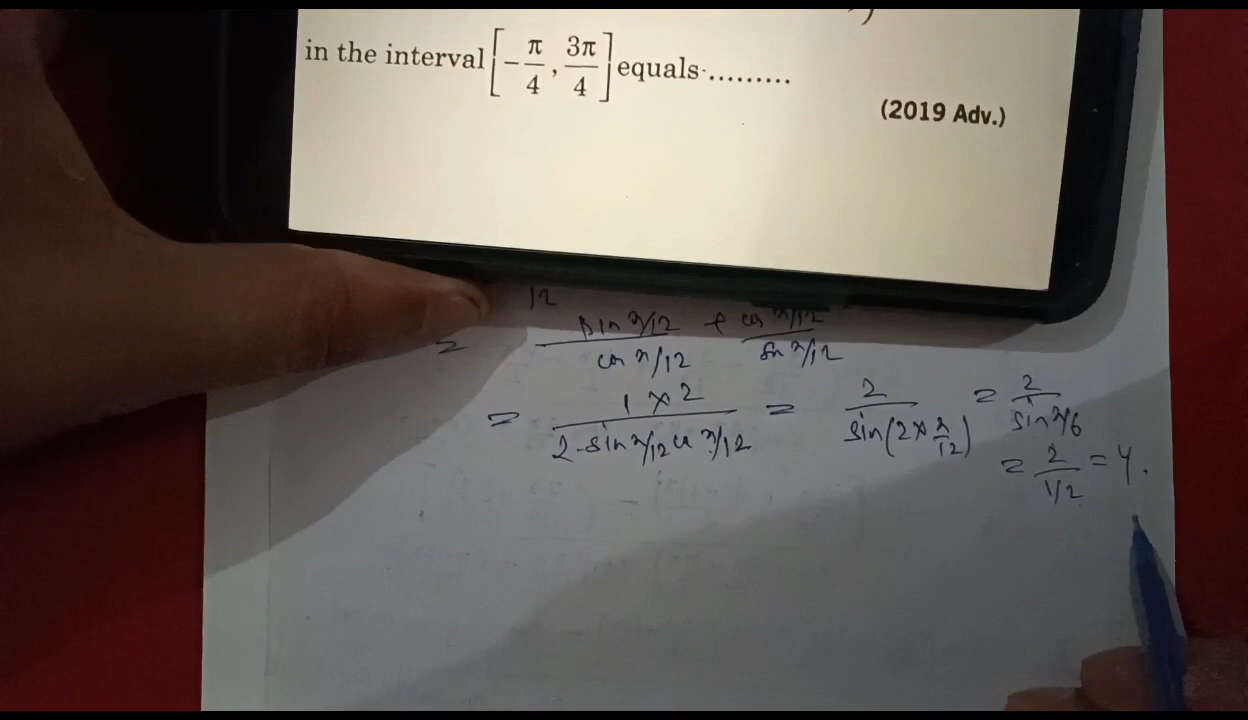 in the interval [-π/4, 3π/4] equals..........
(2019 Adv.)
12
= sin π/12 / cos π/12 + cos π/12 / sin π/12
= 1 × 2 / 2 sin π/12 cos π/12 = 2 / sin(2 × π/12) = 2 / sin π/6
= 2 / 1/2 = 4.